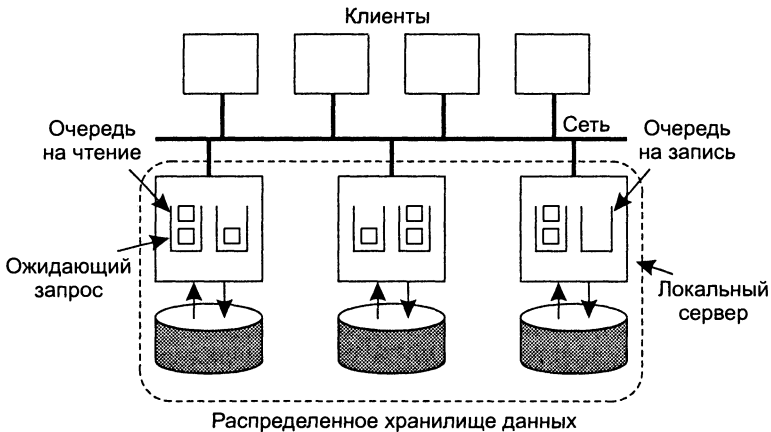 Клиенты
Сеть
Очередь
на чтение
Очередь
на запись
Ожидающий
запрос
Локальный
сервер
Распределенное хранилище данных